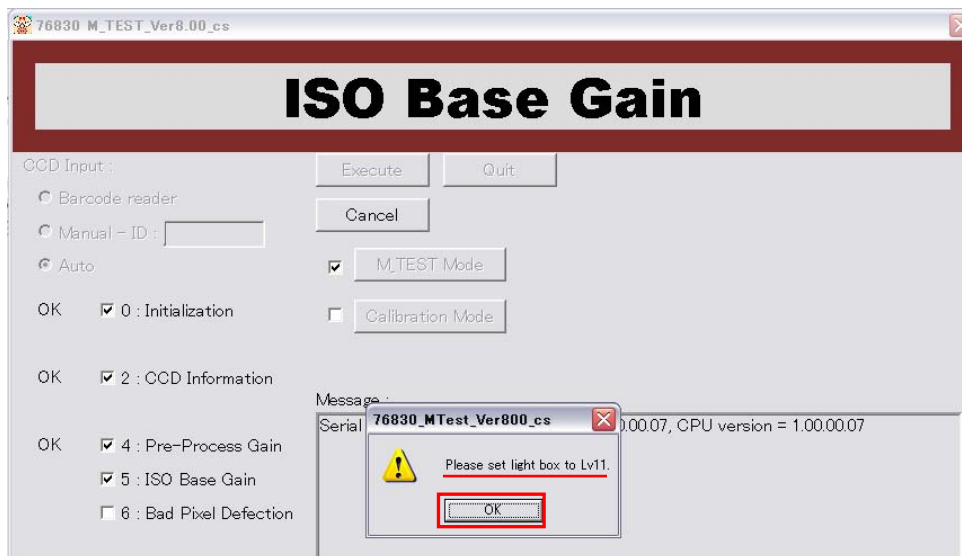 76830 M_TEST_Ver8.00_cs
ISO Base Gain
CCD Input :
Execute
Quit
Barcode reader
Cancel
Manual - ID :
Auto
M_TEST Mode
OK
0 : Initialization
Calibration Mode
OK
2 : CCD Information
Message :
Serial
0.00.07, CPU version = 1.00.00.07
76830_MTest_Ver800_cs
OK
4 : Pre-Process Gain
Please set light box to Lv11.
5 : ISO Base Gain
OK
6 : Bad Pixel Defection